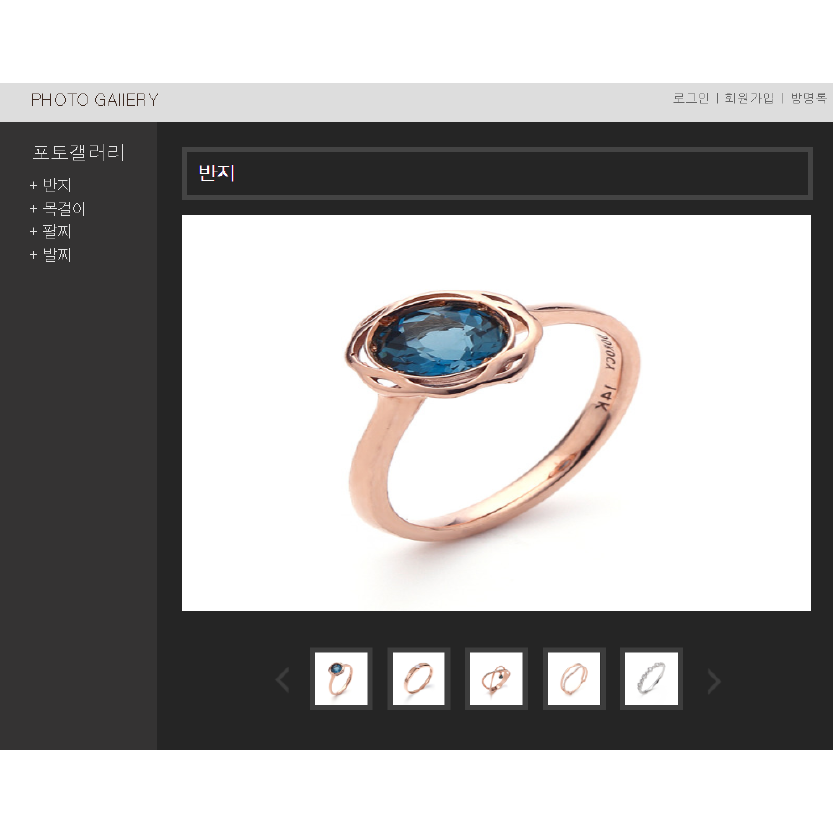 PHOTO GAllERY
로그인 | 회원가입 | 방명록
포토갤러리
+ 반지
+ 목걸이
+ 팔찌
+ 발찌
반지
14K